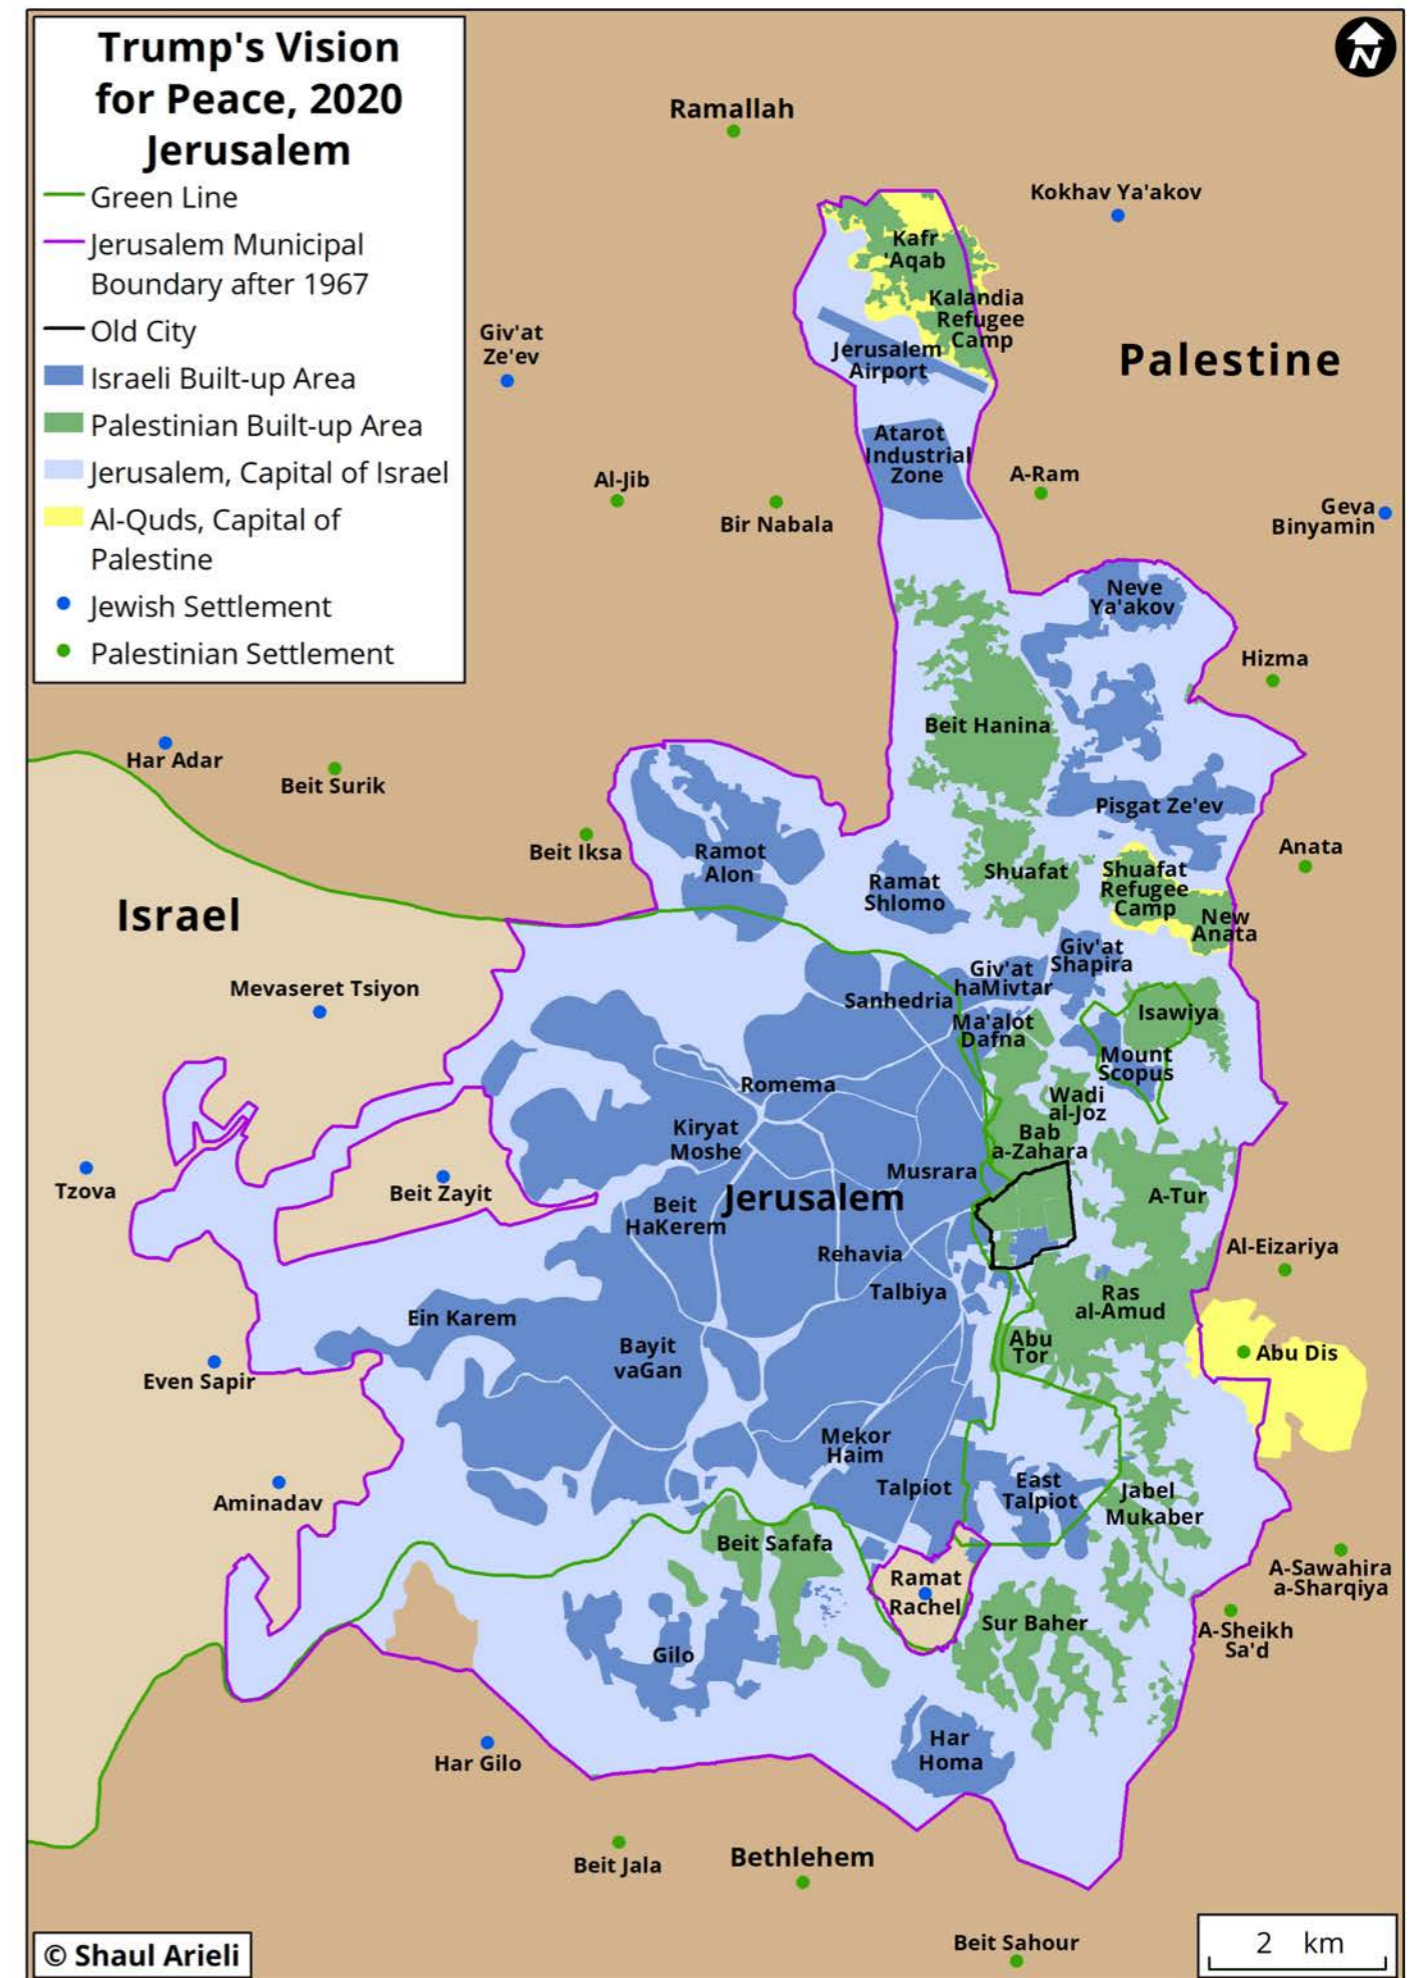 Trump's Vision
for Peace, 2020
Jerusalem
Green Line
Jerusalem Municipal
Boundary after 1967
Old City
Israeli Built-up Area
Palestinian Built-up Area
Jerusalem, Capital of Israel
Al-Quds, Capital of
Palestine
Jewish Settlement
Palestinian Settlement
N
Ramallah
Kokhav Ya'akov
Kafr
'Aqab
Kalandia
Refugee
Camp
Giv'at
Ze'ev
Jerusalem
Airport
Palestine
Atarot
Industrial
Zone
Al-Jib
A-Ram
Bir Nabala
Geva
Binyamin
Neve
Ya'akov
Hizma
Beit Hanina
Har Adar
Beit Surik
Pisgat Ze'ev
Beit Iksa
Ramot
Alon
Ramat
Shlomo
Shuafat
Shuafat
Refugee
Camp
Anata
New
Anata
Israel
Giv'at
Shapira
Giv'at
haMivtar
Mevaseret Tsiyon
Sanhedria
Ma'alot
Dafna
Isawiya
Mount
Scopus
Romema
Wadi
al-Joz
Kiryat
Moshe
Bab
a-Zahara
Musrara
Tzova
Beit Zayit
Beit
HaKerem
Jerusalem
A-Tur
Rehavia
Al-Eizariya
Talbiya
Ras
al-Amud
Ein Karem
Bayit
vaGan
Abu
Tor
Abu Dis
Even Sapir
Mekor
Haim
Aminadav
Talpiot
East
Talpiot
Jabel
Mukaber
Beit Safafa
Ramat
Rachel
A-Sawahira
a-Sharqiya
Sur Baher
A-Sheikh
Sa'd
Gilo
Har Gilo
Har
Homa
Beit Jala
Bethlehem
Beit Sahour
© Shaul Arieli
2 km